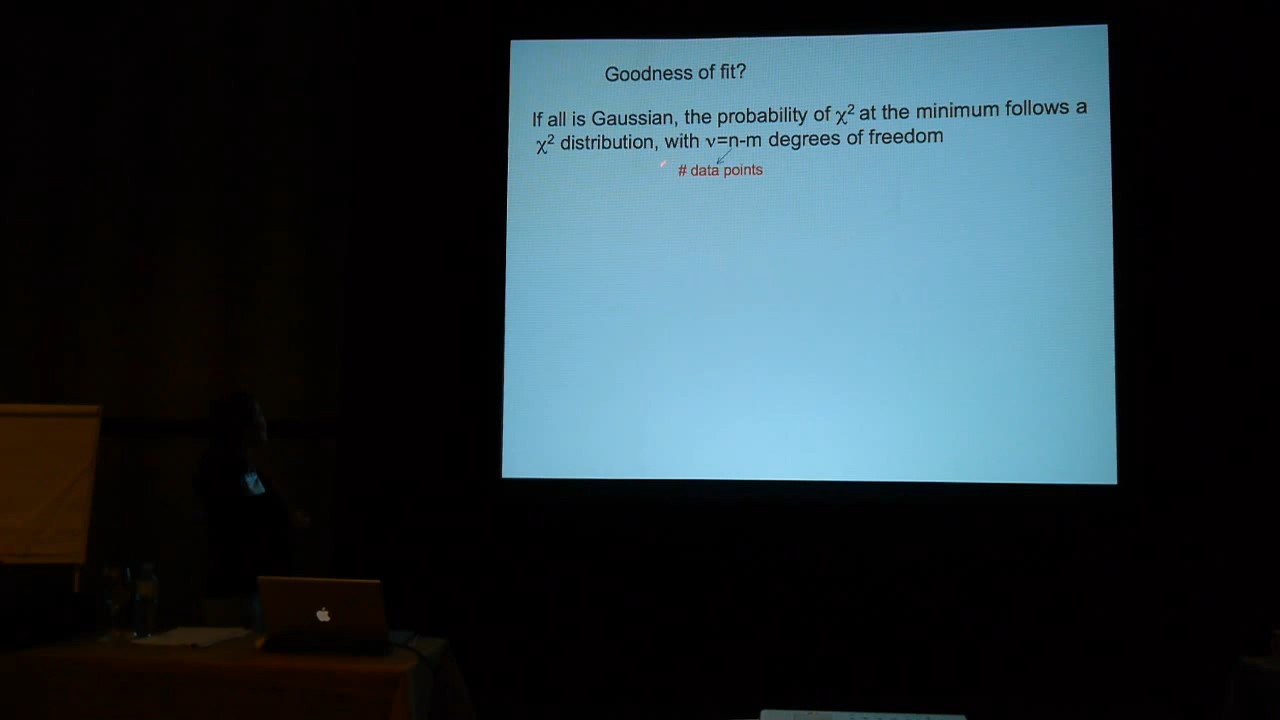 Goodness of fit?
If all is Gaussian, the probability of χ² at the minimum follows a
χ² distribution, with ν=n-m degrees of freedom
# data points